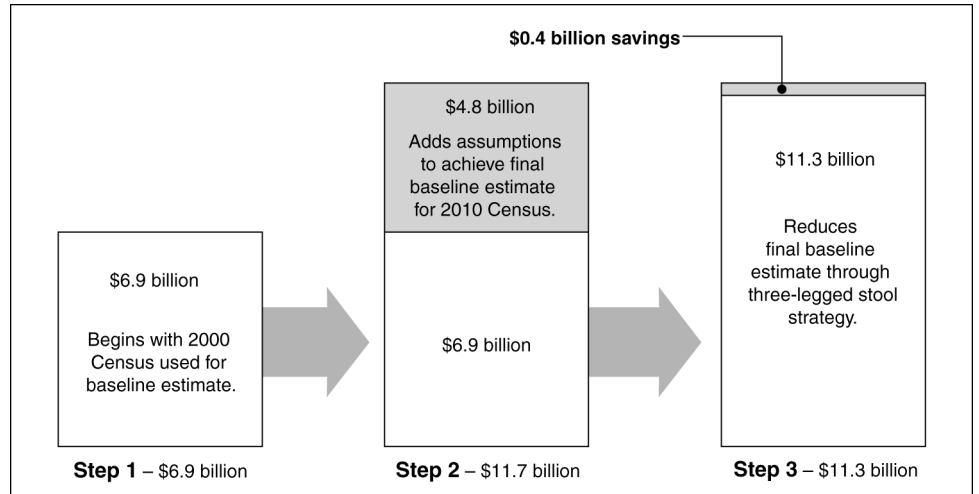 $0.4 billion savings
$4.8 billion
Adds assumptions
to achieve final
baseline estimate
for 2010 Census.
$11.3 billion
Reduces
final baseline
estimate through
three-legged stool
strategy.
$6.9 billion
Begins with 2000
Census used for
baseline estimate.
$6.9 billion
Step 1 – $6.9 billion
Step 2 – $11.7 billion
Step 3 – $11.3 billion